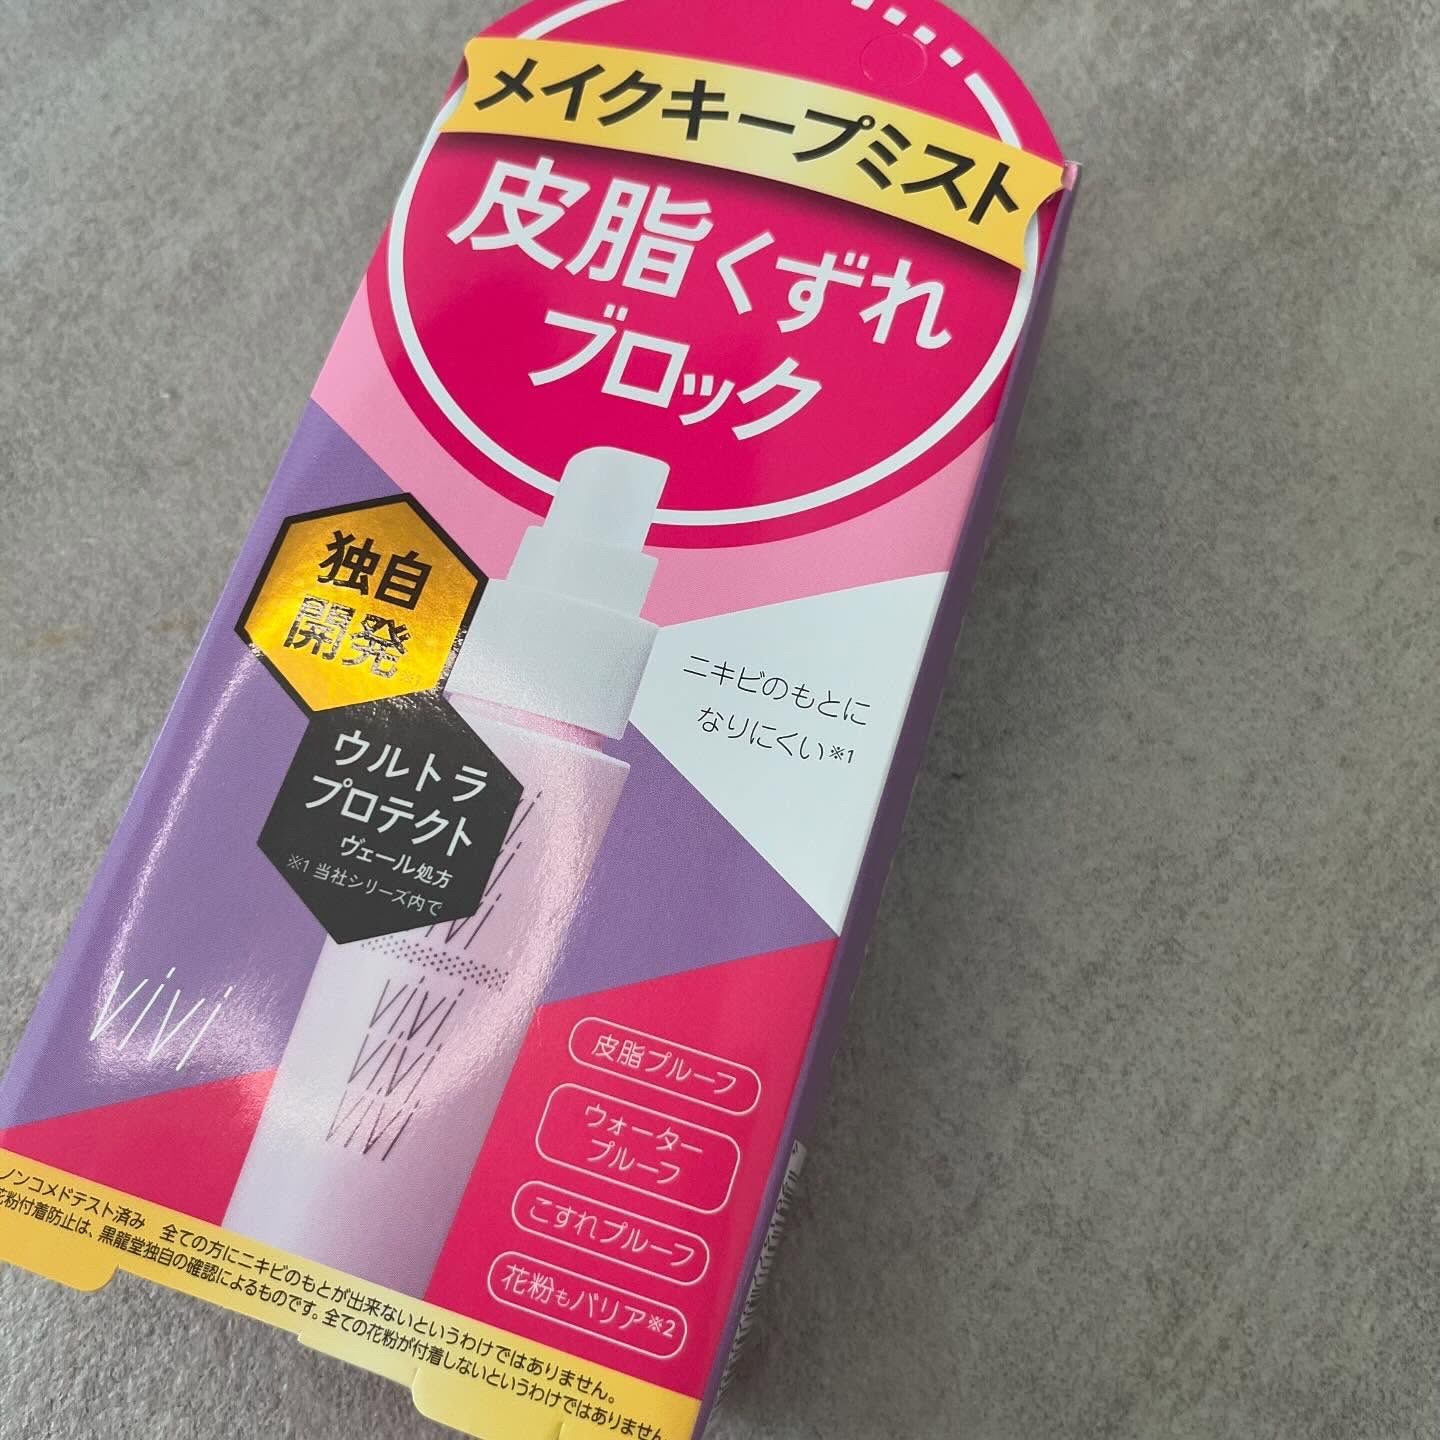 メイクキープミスト
皮脂くずれ
ブロック
独自
開発
ウルトラ
プロテクト
ヴェール処方
※1 当社シリーズ内で
ニキビのもとに
なりにくい※1
vivi
vivi
vivi
vivi
vivi
皮脂プルーフ
ウォーター
プルーフ
こすれプルーフ
花粉もバリア※2
ノンコメドテスト済み 全ての方にニキビのもとが出来ないというわけではありません。
花粉付着防止は、黒龍堂独自の確認によるものです。全ての花粉が付着しないというわけではありません